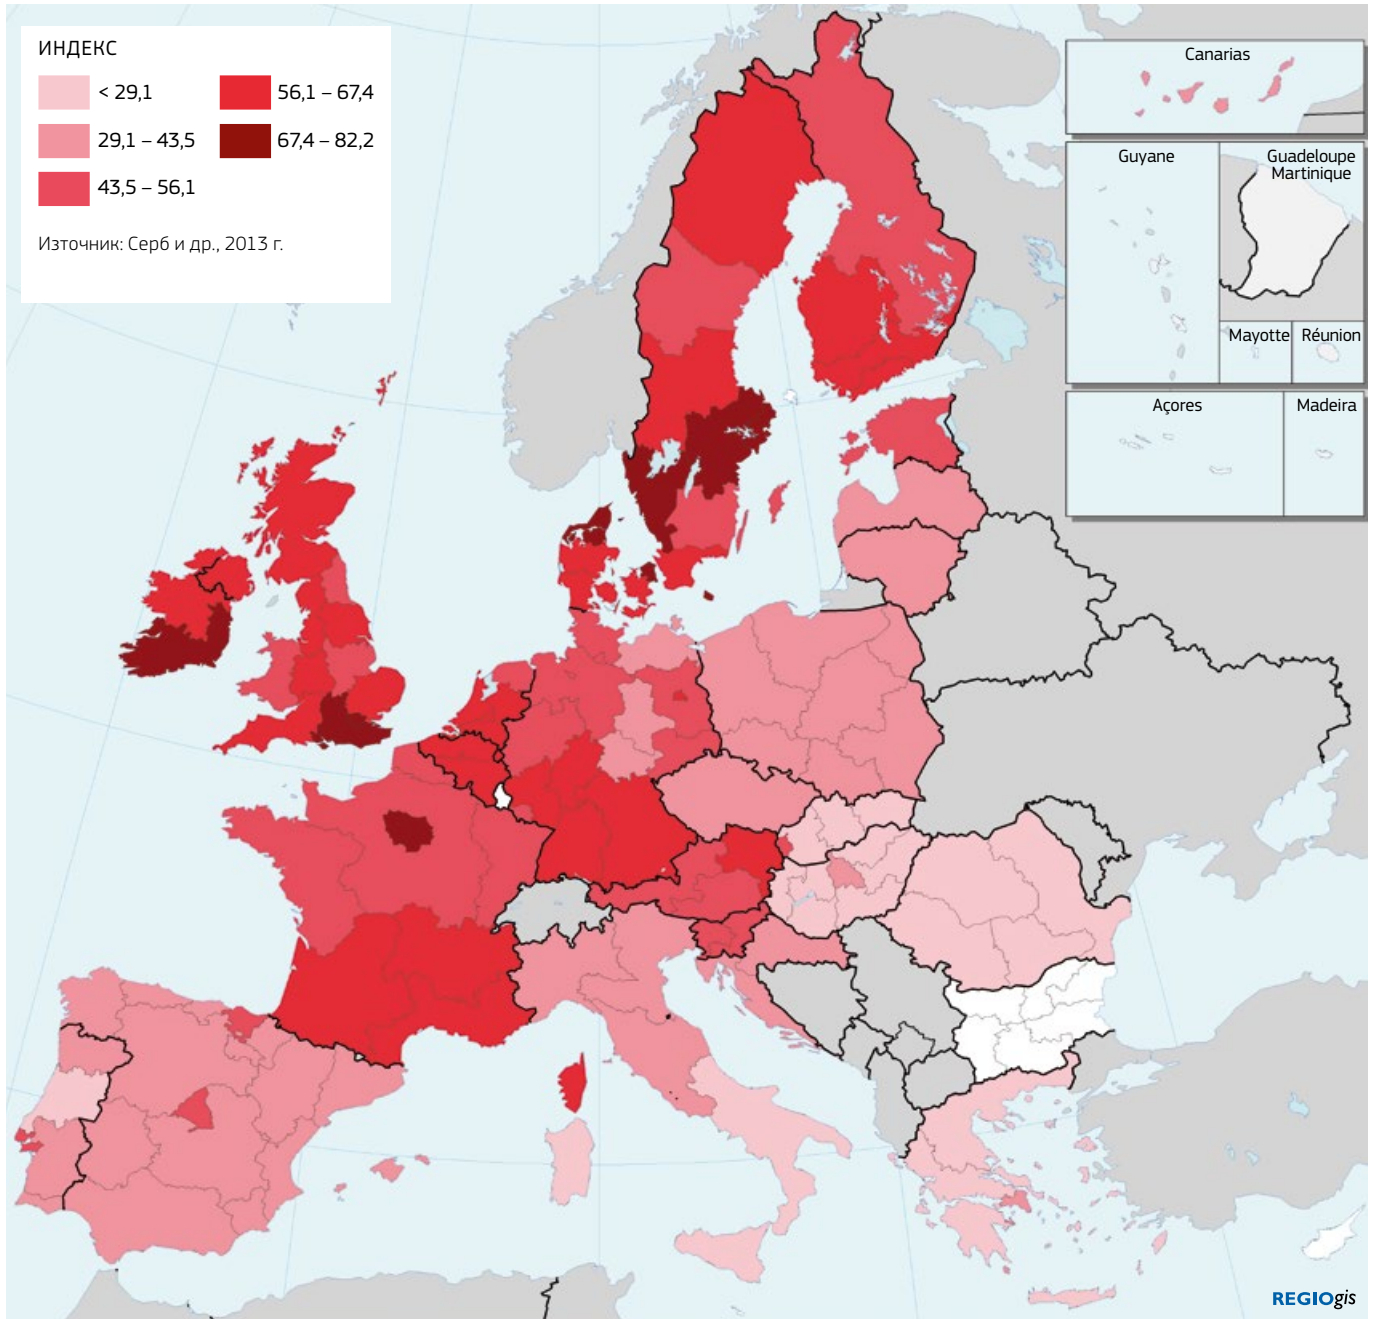 ИНДЕКС
< 29,1
56,1 – 67,4
29,1 – 43,5
67,4 – 82,2
43,5 – 56,1
Източник: Серб и др., 2013 г.
Canarias
Guyane
Guadeloupe
Martinique
Mayotte
Réunion
Açores
Madeira
REGIOgis